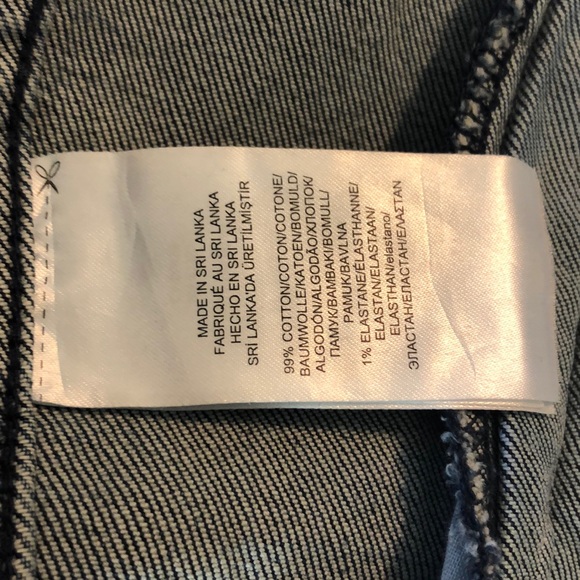 MADE IN SRI LANKA
FABRIQUÉ AU SRI LANKA
HECHO EN SRI LANKA
SRİ LANKA'DA ÜRETİLMİŞTİR
99% COTTON/COTON/COTONE/
BAUMWOLLE/KATOEN/BOMULD/
ALGODÓN/ALGODÃO/ХЛОПОК/
ПАМУК/BAMBAKI/BOMULL/
PAMUK/BAVLNA
1% ELASTANE/ÉLASTHANNE/
ELASTAN/ELASTAAN/
ELASTHAN/elastano/
ЭЛАСТАН/ЕЛАСТАН/ΕΛΑΣΤΑΝ